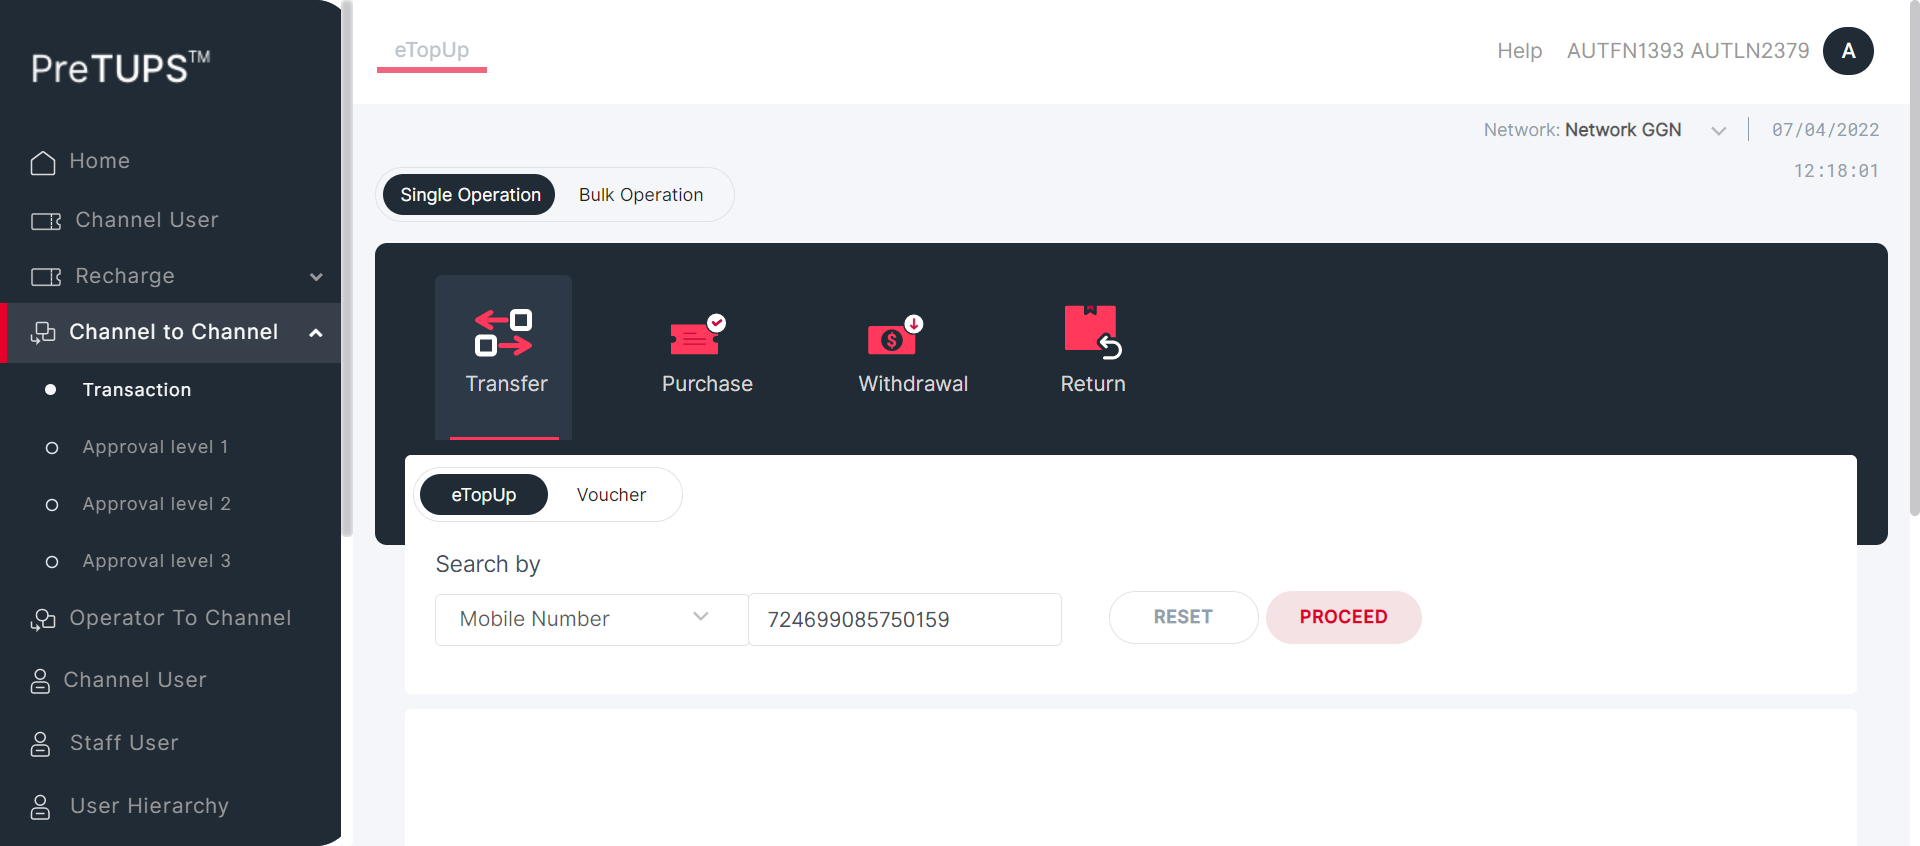 PreTUPS™
Home
Channel User
Recharge
Channel to Channel
Transaction
Approval level 1
Approval level 2
Approval level 3
Operator To Channel
Channel User
Staff User
User Hierarchy
eTopUp
Help AUTFN1393 AUTLN2379 A
Network: Network GGN 07/04/2022
12:18:01
Single Operation Bulk Operation
Transfer Purchase Withdrawal Return
eTopUp Voucher
Search by
Mobile Number 724699085750159 RESET PROCEED